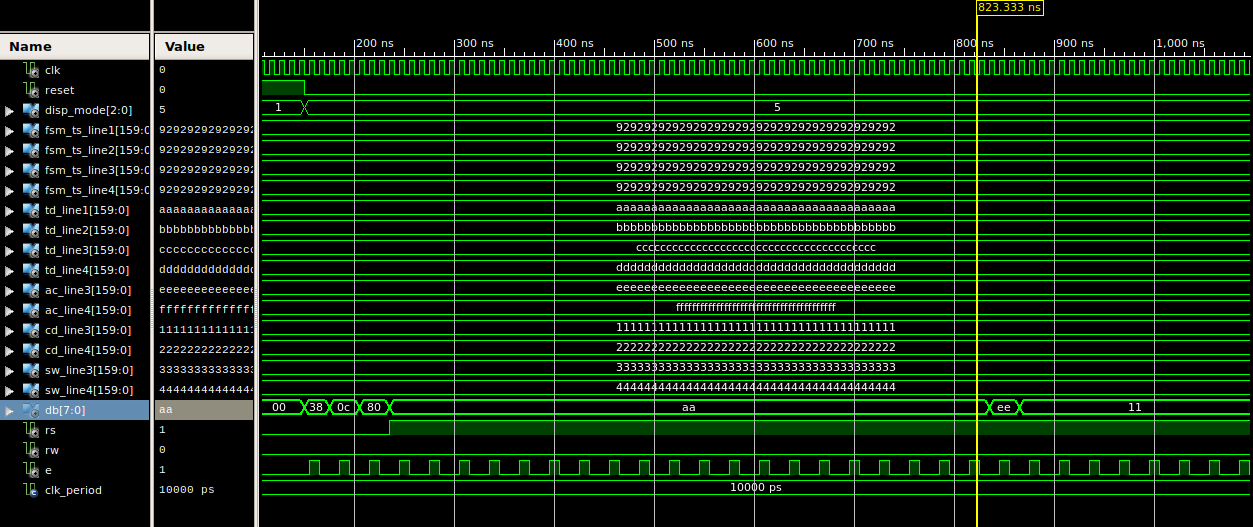 823.333 ns
Name Value 200 ns 300 ns 400 ns 500 ns 600 ns 700 ns 800 ns 900 ns 1,000 ns
clk 0
reset 0
disp_mode[2:0] 5 1 5
fsm_ts_line1[159:0 92929292929292 9292929292929292929292929292929292929292
fsm_ts_line2[159:0 92929292929292 9292929292929292929292929292929292929292
fsm_ts_line3[159:0 92929292929292 9292929292929292929292929292929292929292
fsm_ts_line4[159:0 92929292929292 9292929292929292929292929292929292929292
td_line1[159:0] aaaaaaaaaaaaaa aaaaaaaaaaaaaaaaaaaaaaaaaaaaaaaaaaaaaaaa
td_line2[159:0] bbbbbbbbbbbbbb bbbbbbbbbbbbbbbbbbbbbbbbbbbbbbbbbbbbbbbb
td_line3[159:0] cccccccccccccc cccccccccccccccccccccccccccccccccccccccc
td_line4[159:0] dddddddddddddd dddddddddddddddddddddddddddddddddddddddd
ac_line3[159:0] eeeeeeeeeeeeee eeeeeeeeeeeeeeeeeeeeeeeeeeeeeeeeeeeeeeee
ac_line4[159:0] ffffffffffffff ffffffffffffffffffffffffffffffffffffffff
cd_line3[159:0] 11111111111111 1111111111111111111111111111111111111111
cd_line4[159:0] 22222222222222 2222222222222222222222222222222222222222
sw_line3[159:0] 33333333333333 3333333333333333333333333333333333333333
sw_line4[159:0] 44444444444444 4444444444444444444444444444444444444444
db[7:0] aa 00 38 0c 80 aa ee 11
rs 1
rw 0
e 1
clk_period 10000 ps 10000 ps